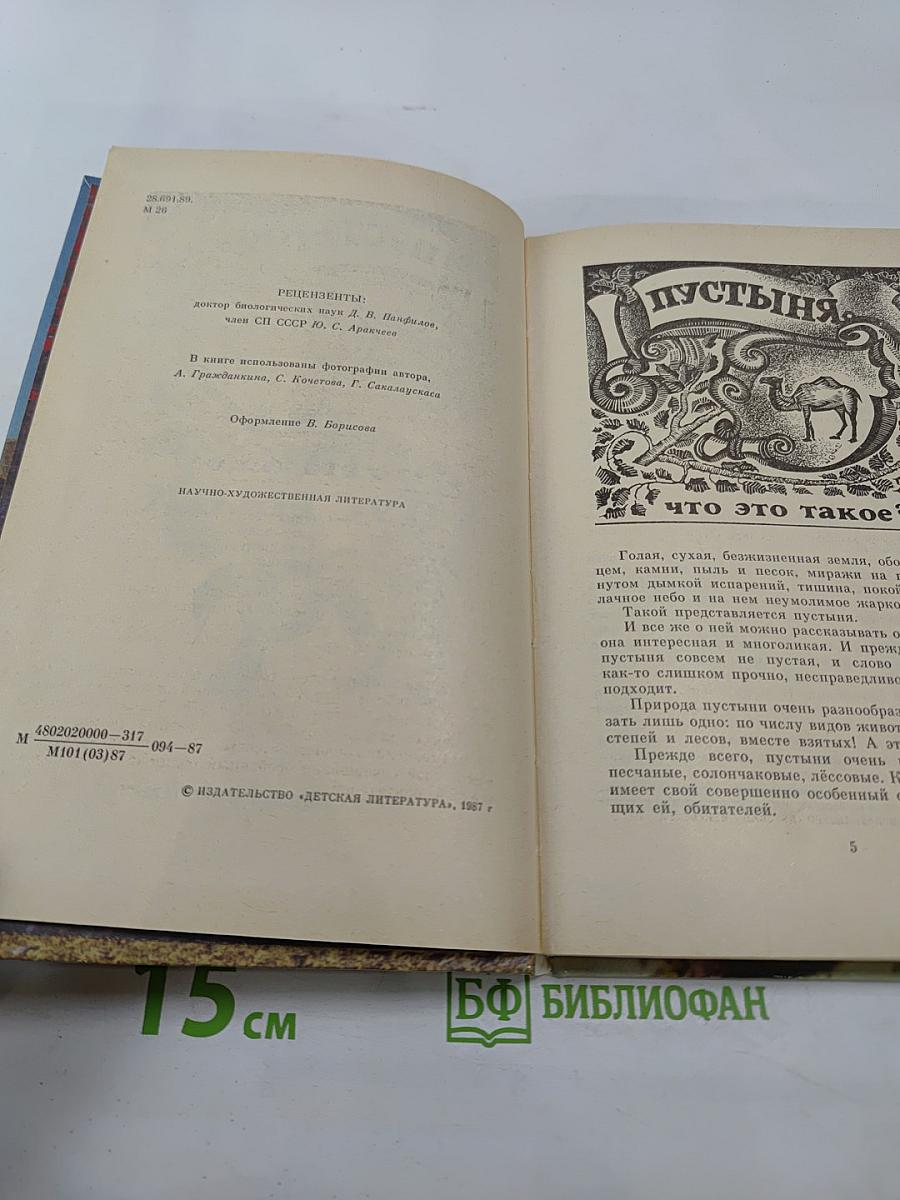 28.691.89.
М 26
РЕЦЕНЗЕНТЫ:
доктор биологических наук Д. В. Панфилов,
член СП СССР Ю. С. Аракчеев
В книге использованы фотографии автора,
А. Гражданкина, С. Кочетова, Г. Сакалаускаса
Оформление В. Борисова
НАУЧНО-ХУДОЖЕСТВЕННАЯ ЛИТЕРАТУРА
М 4802020000—317 094—87
М101(03)87
© ИЗДАТЕЛЬСТВО «ДЕТСКАЯ ЛИТЕРАТУРА», 1987 г
ПУСТЫНЯ-
ЧТО ЭТО ТАКОЕ?
Голая, сухая, безжизненная земля,
цем, камни, пыль и песок, миражи на
нутом дымкой испарений, тишина, покой
лачное небо и на нем неумолимое жарко
Такой представляется пустыня.
И все же о ней можно рассказывать
она интересная и многоликая. И прежд
пустыня совсем не пустая, и слово
как-то слишком прочно, несправедливо
подходит.
Природа пустыни очень разнообраз
зать лишь одно: по числу видов живот
степей и лесов, вместе взятых! А эт
Прежде всего, пустыни очень
песчаные, солончаковые, лёссовые. К
имеет свой совершенно особенный
щих ей, обитателей.
5
15 см
БФ БИБЛИОФАН